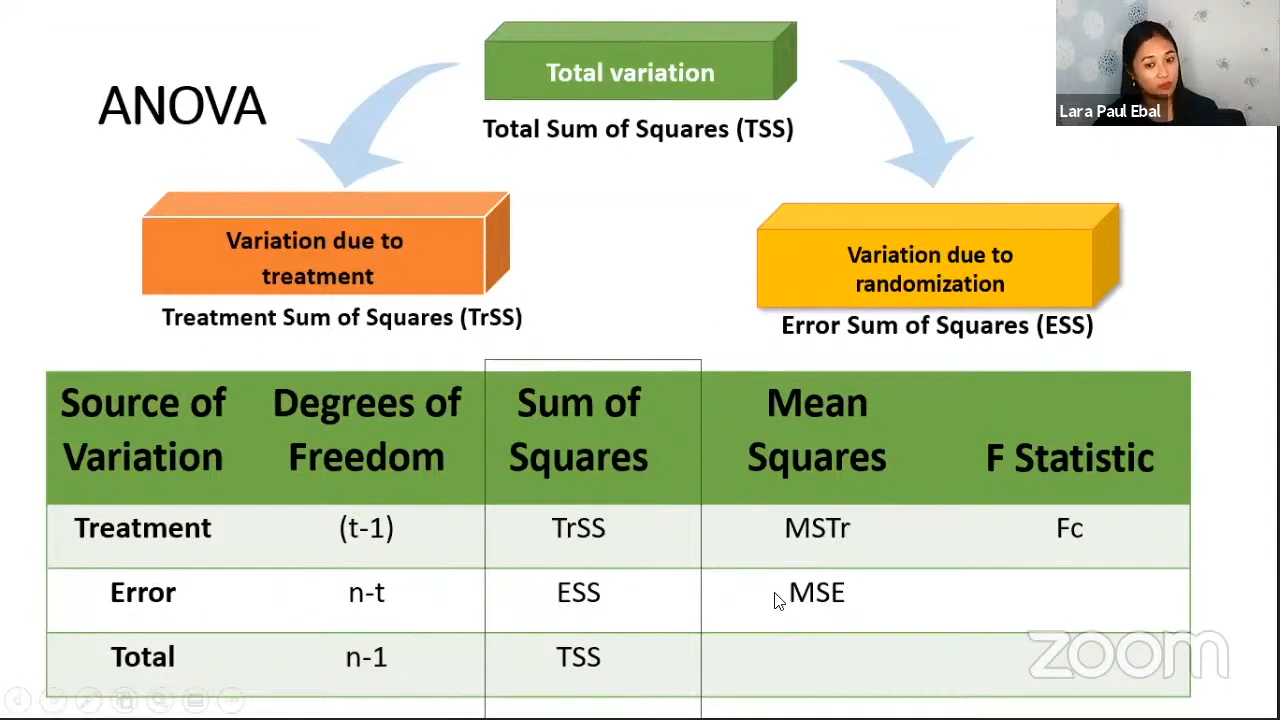 Total variation
Lara Paul Ebal
ANOVA
Total Sum of Squares (TSS)
Variation due to
treatment
Variation due to
randomization
Treatment Sum of Squares (TrSS)
Error Sum of Squares (ESS)
Source of Variation Degrees of Freedom Sum of Squares Mean Squares F Statistic
Treatment (t-1) TrSS MSTr Fc
Error n-t ESS MSE
Total n-1 TSS
zoom